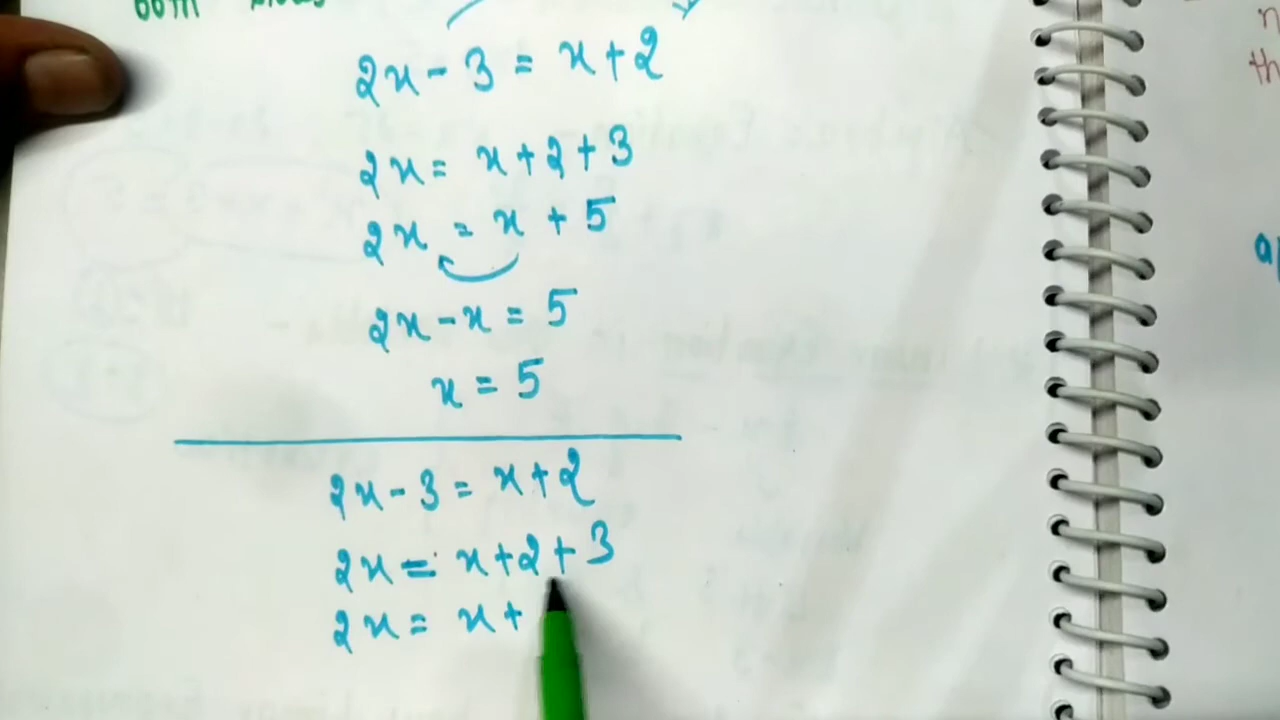 2x - 3 = x + 2
2x = x + 2 + 3
2x = x + 5
2x - x = 5
x = 5
2x - 3 = x + 2
2x = x + 2 + 3
2x = x +